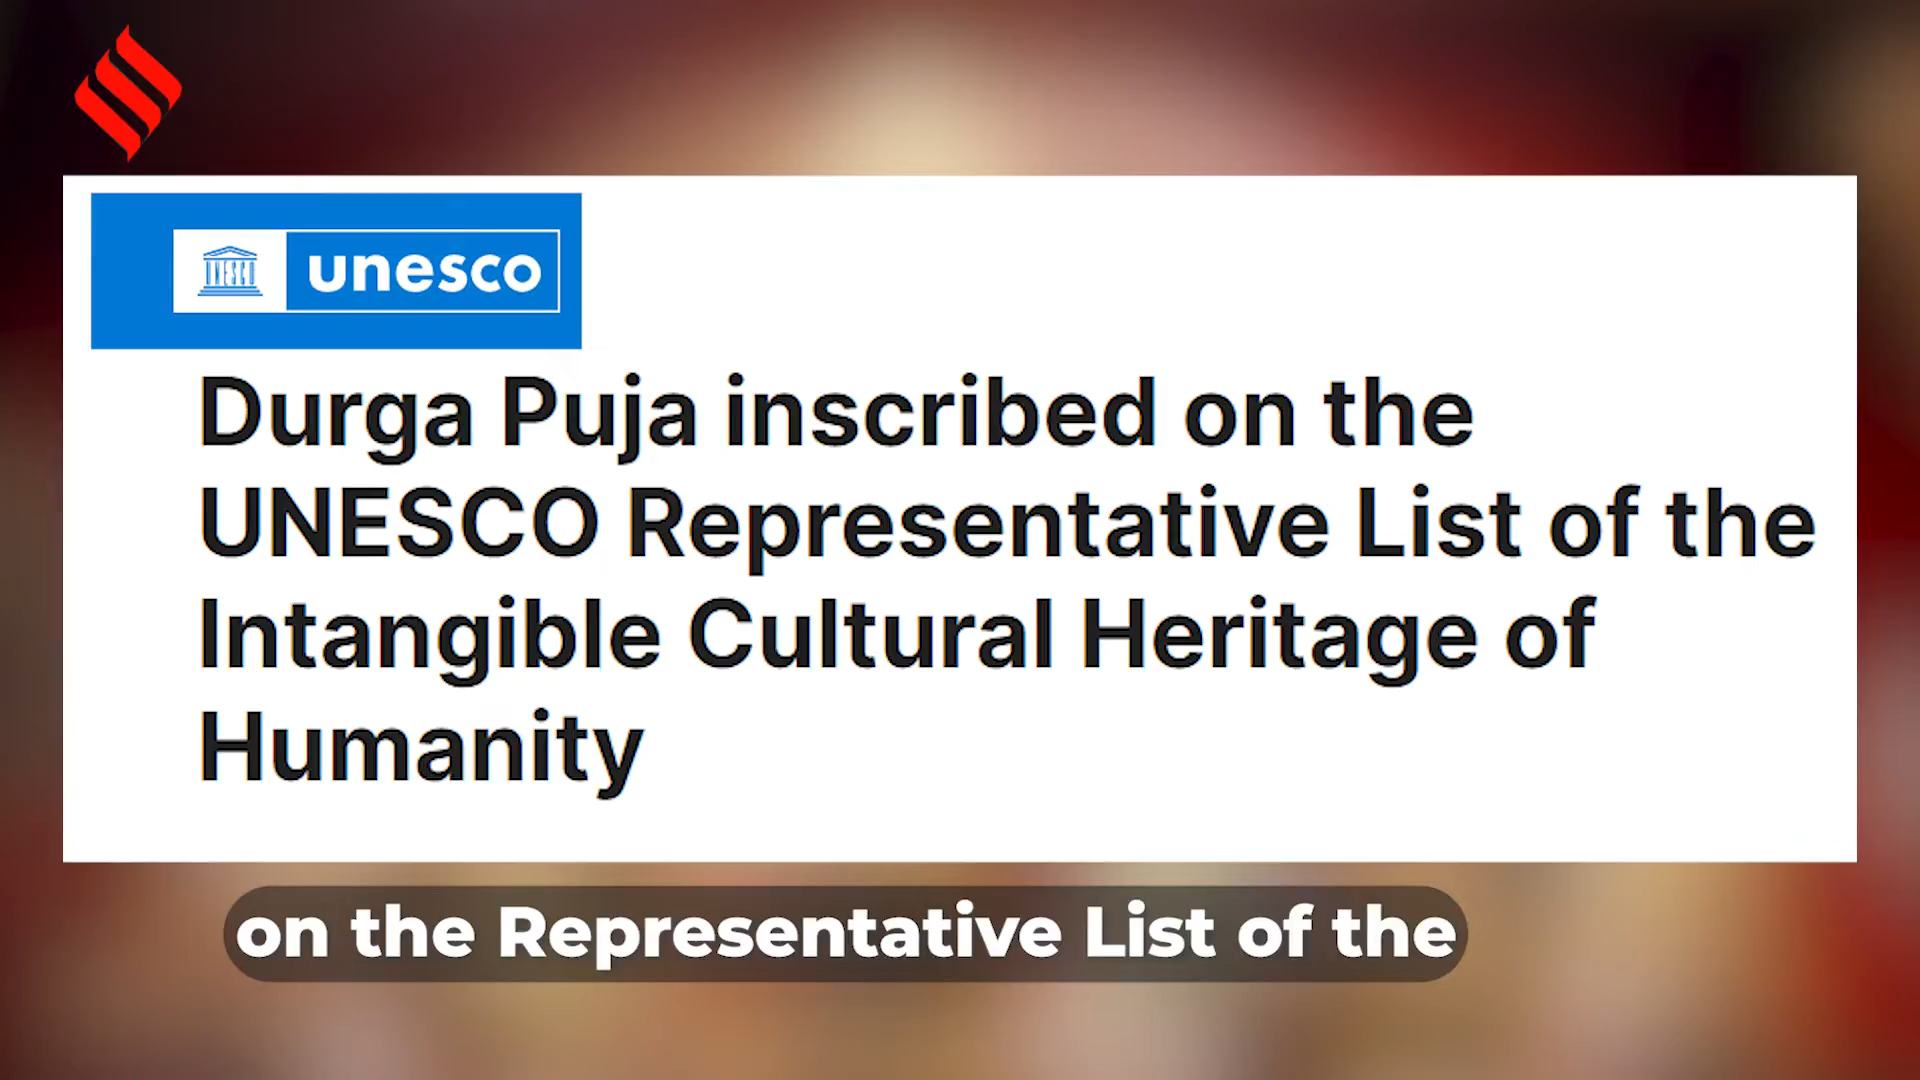 unesco
Durga Puja inscribed on the
UNESCO Representative List of the
Intangible Cultural Heritage of
Humanity
on the Representative List of the